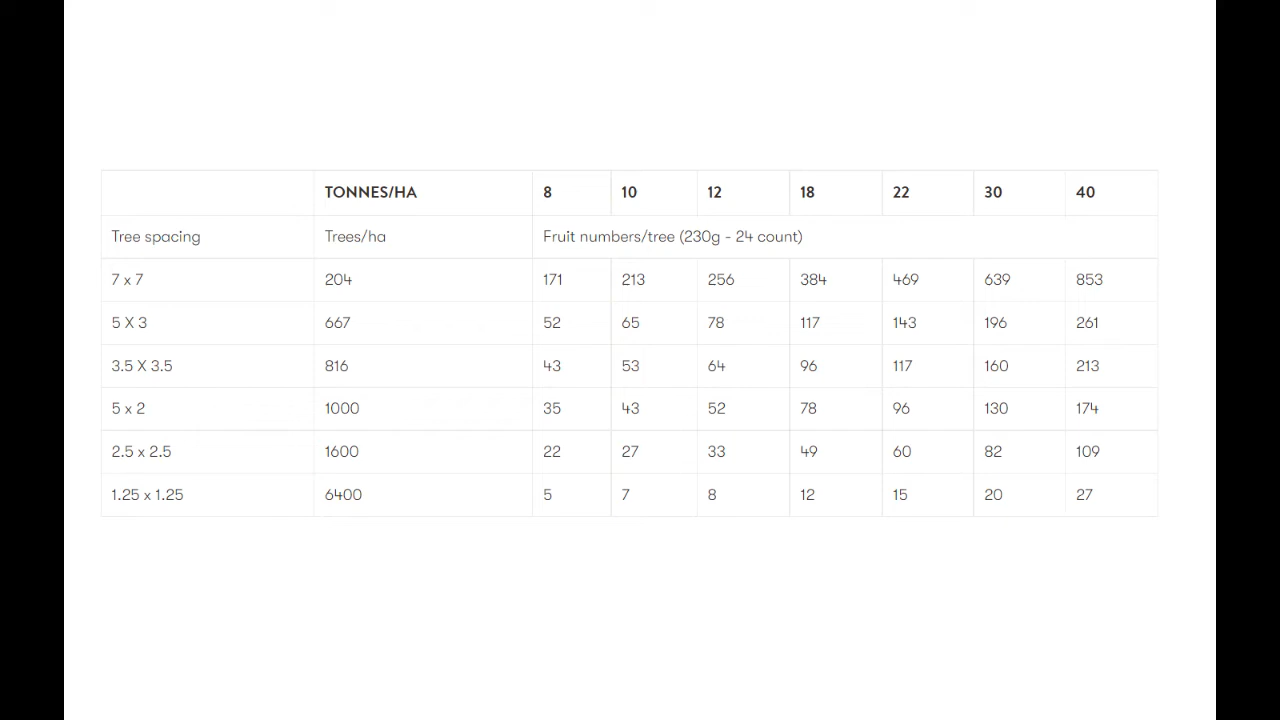 TONNES/HA 8 10 12 18 22 30 40
Tree spacing Trees/ha Fruit numbers/tree (230g - 24 count)
7 x 7 204 171 213 256 384 469 639 853
5 X 3 667 52 65 78 117 143 196 261
3.5 X 3.5 816 43 53 64 96 117 160 213
5 x 2 1000 35 43 52 78 96 130 174
2.5 x 2.5 1600 22 27 33 49 60 82 109
1.25 x 1.25 6400 5 7 8 12 15 20 27